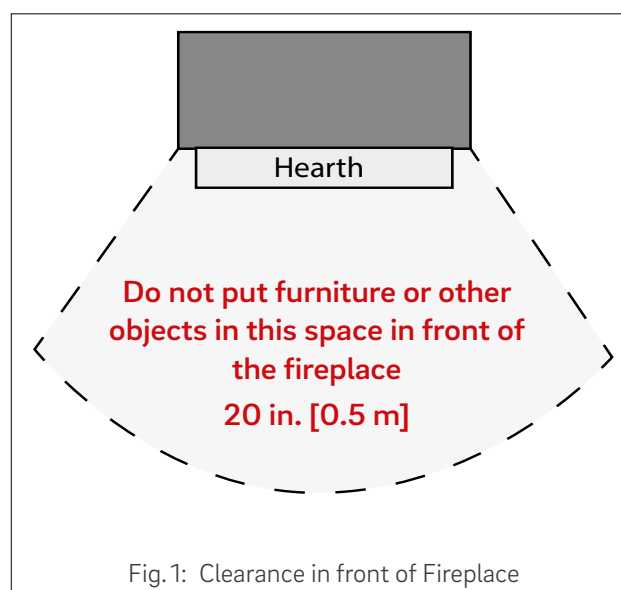 Hearth
Do not put furniture or other
objects in this space in front of
the fireplace
20 in. [0.5 m]
Fig. 1: Clearance in front of Fireplace